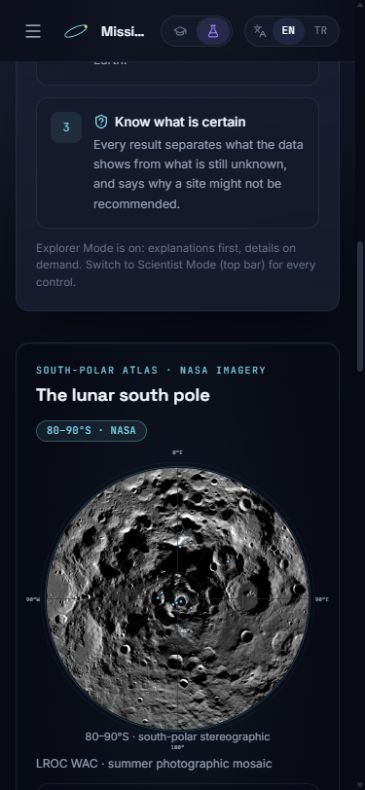 Missi...
EN
TR
3
Know what is certain
Every result separates what the data
shows from what is still unknown,
and says why a site might not be
recommended.
Explorer Mode is on: explanations first, details on
demand. Switch to Scientist Mode (top bar) for every
control.
SOUTH-POLAR ATLAS · NASA IMAGERY
The lunar south pole
80–90°S · NASA
0°E
90°W
90°E
80–90°S · south-polar stereographic
180°
LROC WAC · summer photographic mosaic